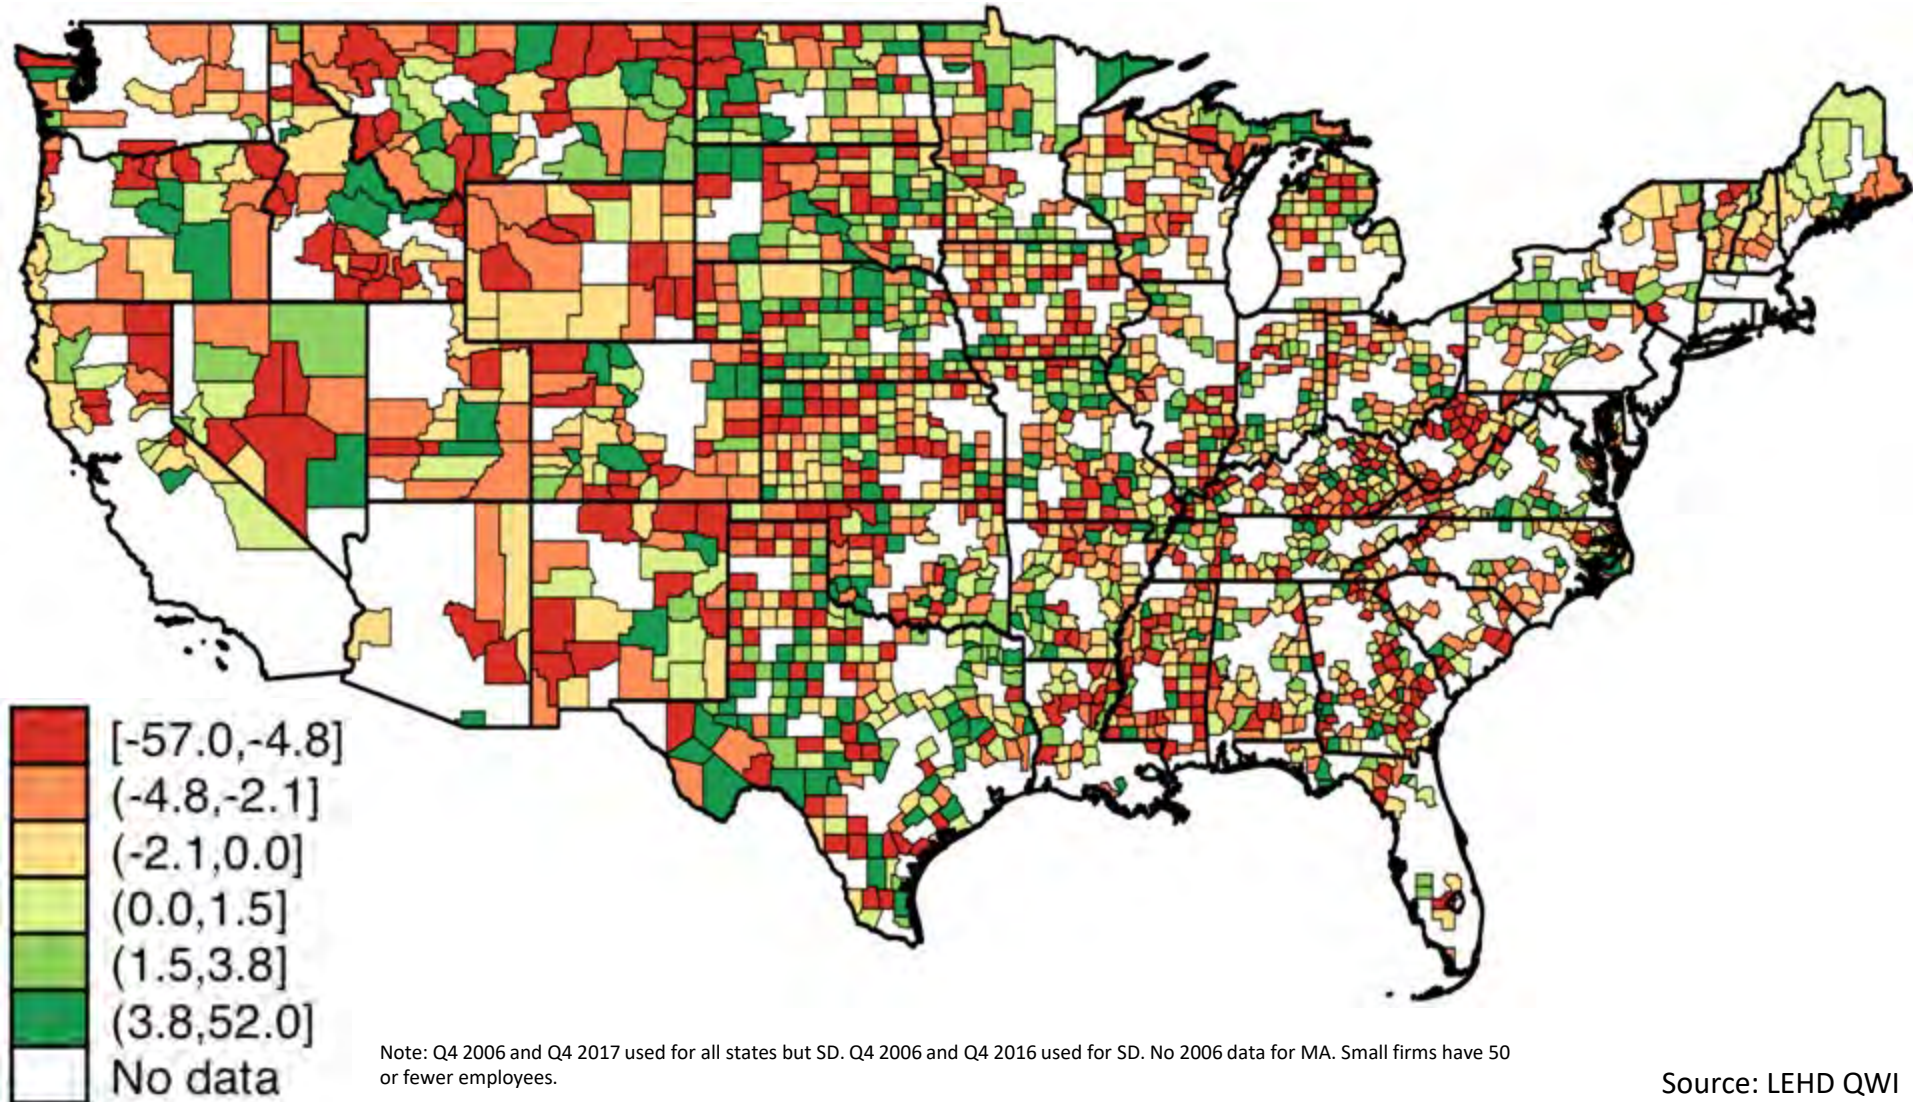 [-57.0,-4.8]
(-4.8,-2.1]
(-2.1,0.0]
(0.0,1.5]
(1.5,3.8]
(3.8,52.0]
No data
Note: Q4 2006 and Q4 2017 used for all states but SD. Q4 2006 and Q4 2016 used for SD. No 2006 data for MA. Small firms have 50
or fewer employees.
Source: LEHD QWI